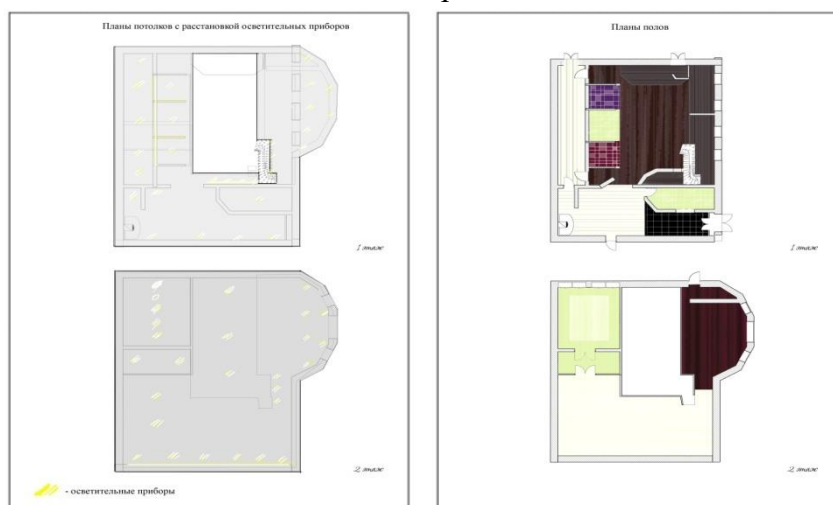 Планы потолков с расстановкой осветительных приборов
1 этаж
2 этаж
- осветительные приборы
Планы полов
1 этаж
2 этаж